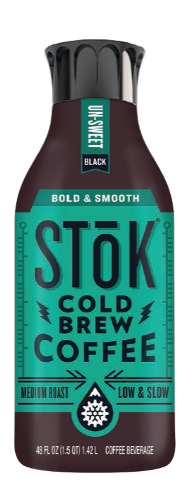 UN-SWEET
BLACK
BOLD & SMOOTH
STōK®
COLD
BREW
COFFEE
MEDIUM ROAST LOW & SLOW
48 FL OZ (1.5 QT) 1.42 L COFFEE BEVERAGE